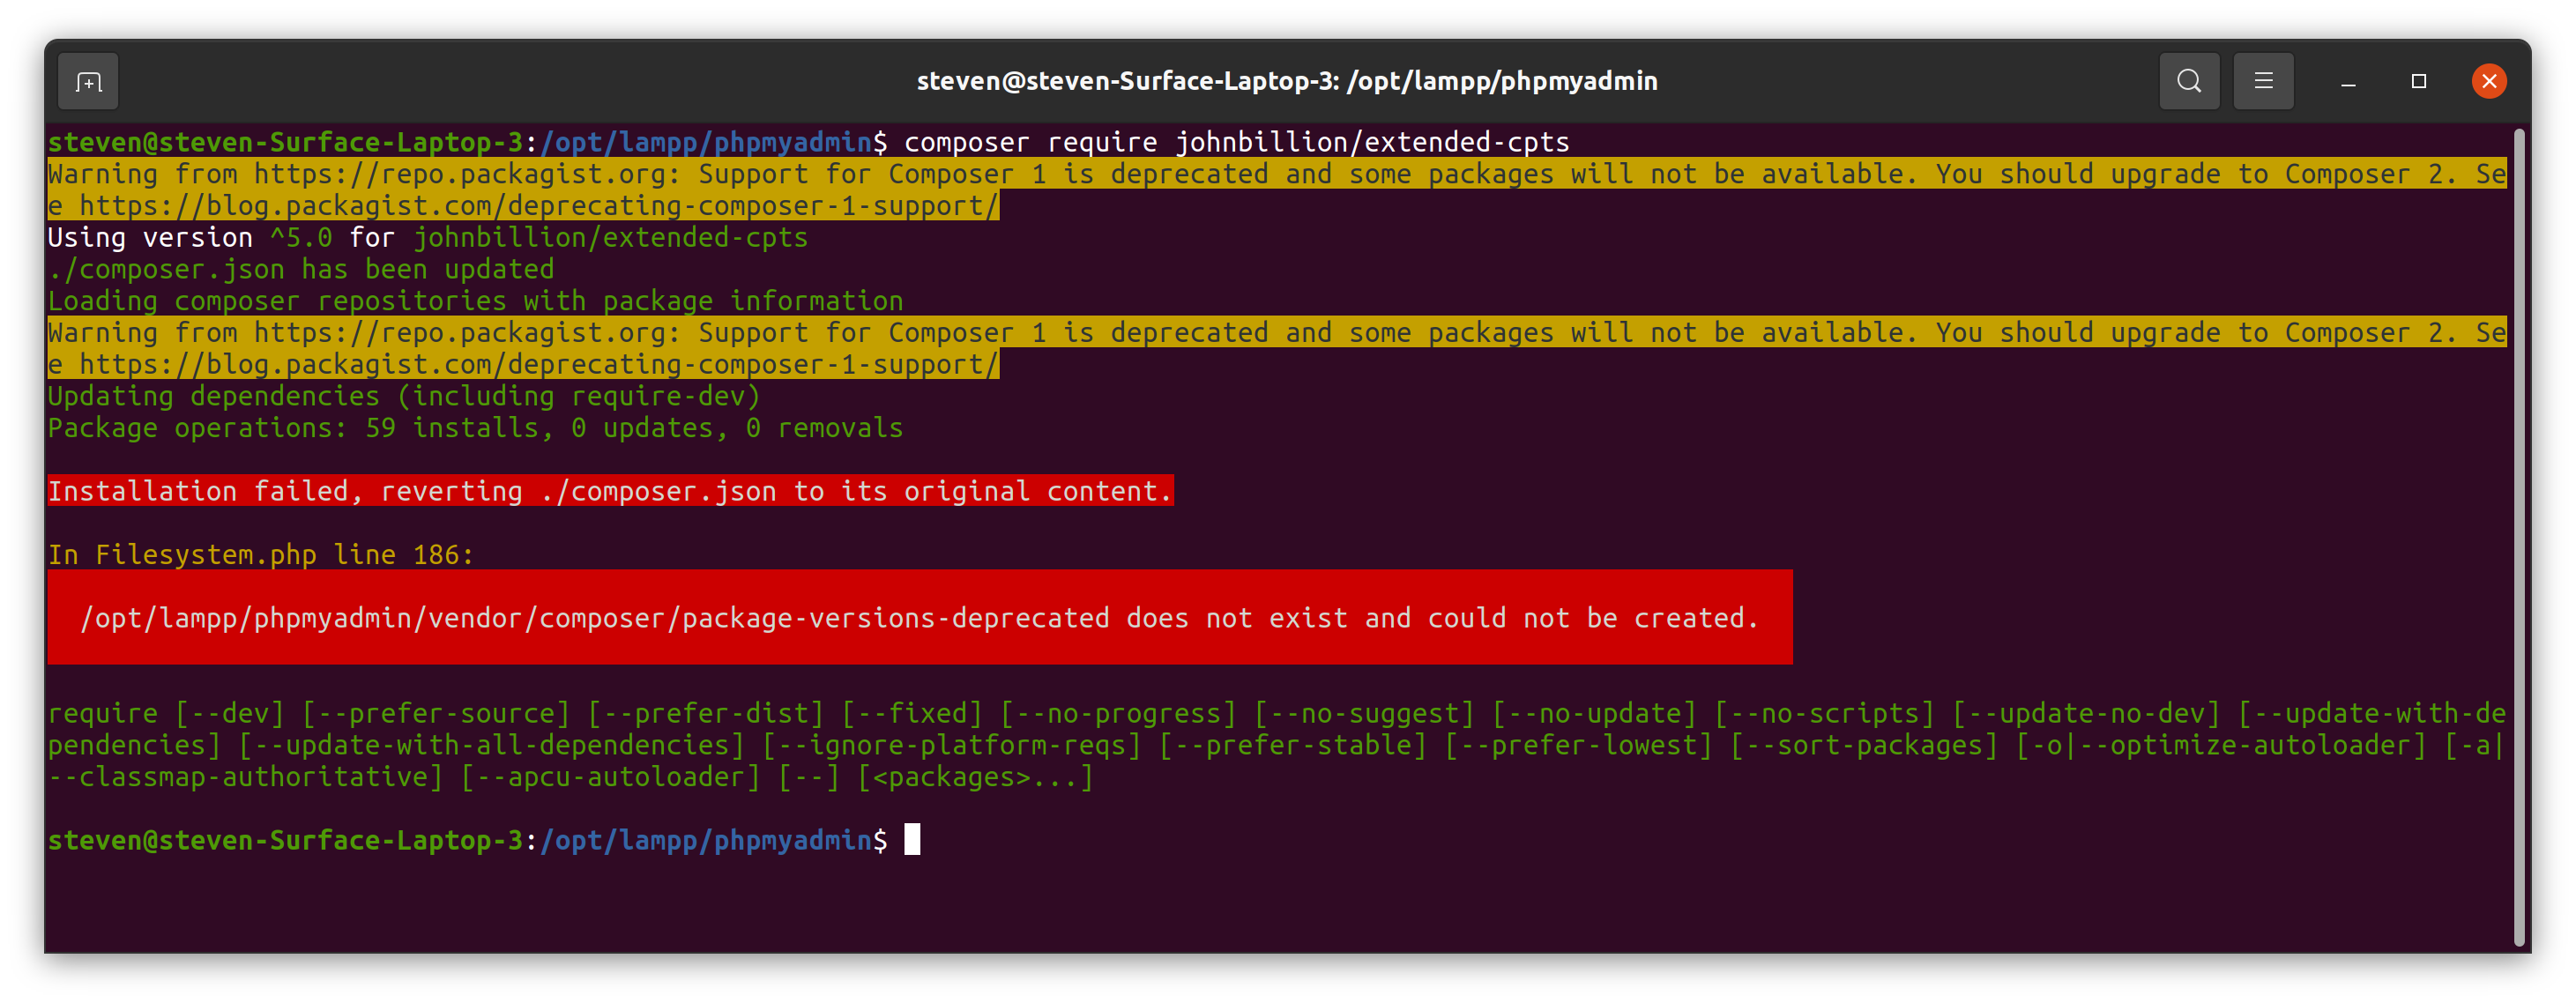 steven@steven-Surface-Laptop-3: /opt/lampp/phpmyadmin
steven@steven-Surface-Laptop-3:/opt/lampp/phpmyadmin$ composer require johnbillion/extended-cpts
Warning from https://repo.packagist.org: Support for Composer 1 is deprecated and some packages will not be available. You should upgrade to Composer 2. Se
e https://blog.packagist.com/deprecating-composer-1-support/
Using version ^5.0 for johnbillion/extended-cpts
./composer.json has been updated
Loading composer repositories with package information
Warning from https://repo.packagist.org: Support for Composer 1 is deprecated and some packages will not be available. You should upgrade to Composer 2. Se
e https://blog.packagist.com/deprecating-composer-1-support/
Updating dependencies (including require-dev)
Package operations: 59 installs, 0 updates, 0 removals
Installation failed, reverting ./composer.json to its original content.
In Filesystem.php line 186:
/opt/lampp/phpmyadmin/vendor/composer/package-versions-deprecated does not exist and could not be created.
require [--dev] [--prefer-source] [--prefer-dist] [--fixed] [--no-progress] [--no-suggest] [--no-update] [--no-scripts] [--update-no-dev] [--update-with-de
pendencies] [--update-with-all-dependencies] [--ignore-platform-reqs] [--prefer-stable] [--prefer-lowest] [--sort-packages] [-o|--optimize-autoloader] [-a|
--classmap-authoritative] [--apcu-autoloader] [--] [<packages>...]
steven@steven-Surface-Laptop-3:/opt/lampp/phpmyadmin$